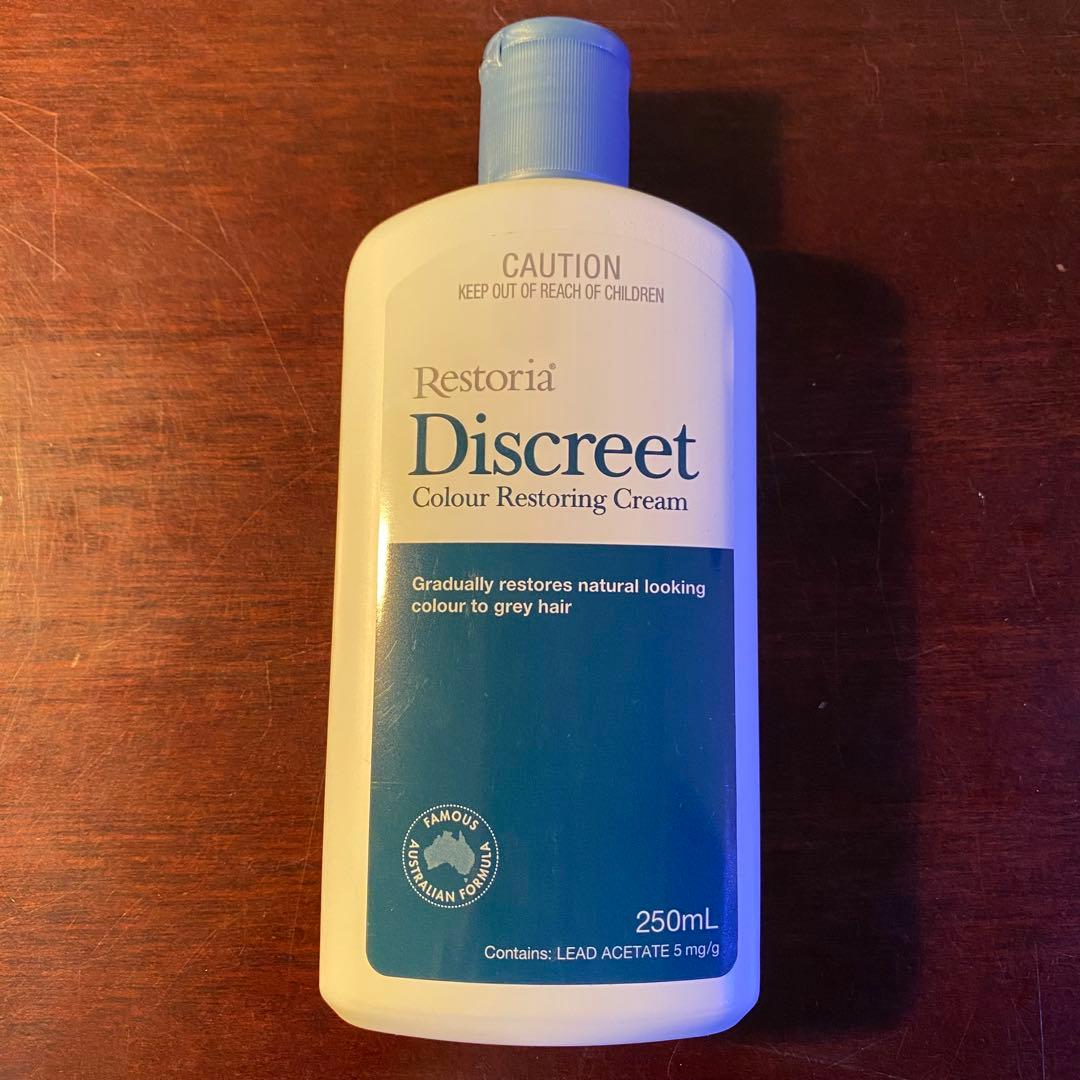 CAUTION
KEEP OUT OF REACH OF CHILDREN
Restoria®
Discreet
Colour Restoring Cream
Gradually restores natural looking
colour to grey hair
FAMOUS
AUSTRALIAN FORMULA
250mL
Contains: LEAD ACETATE 5 mg/g